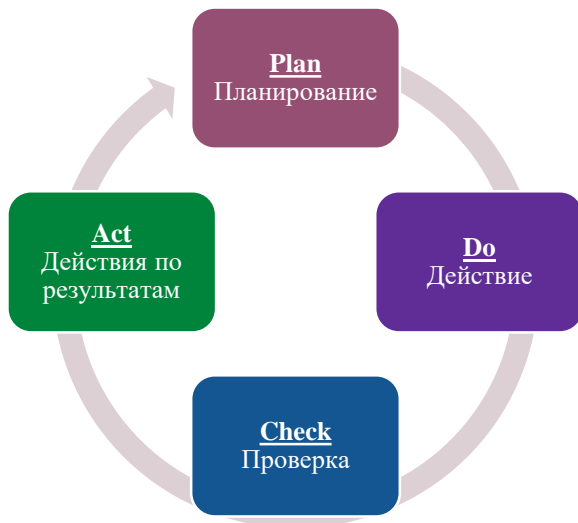 Plan
Планирование
Do
Действие
Check
Проверка
Act
Действия по
результатам